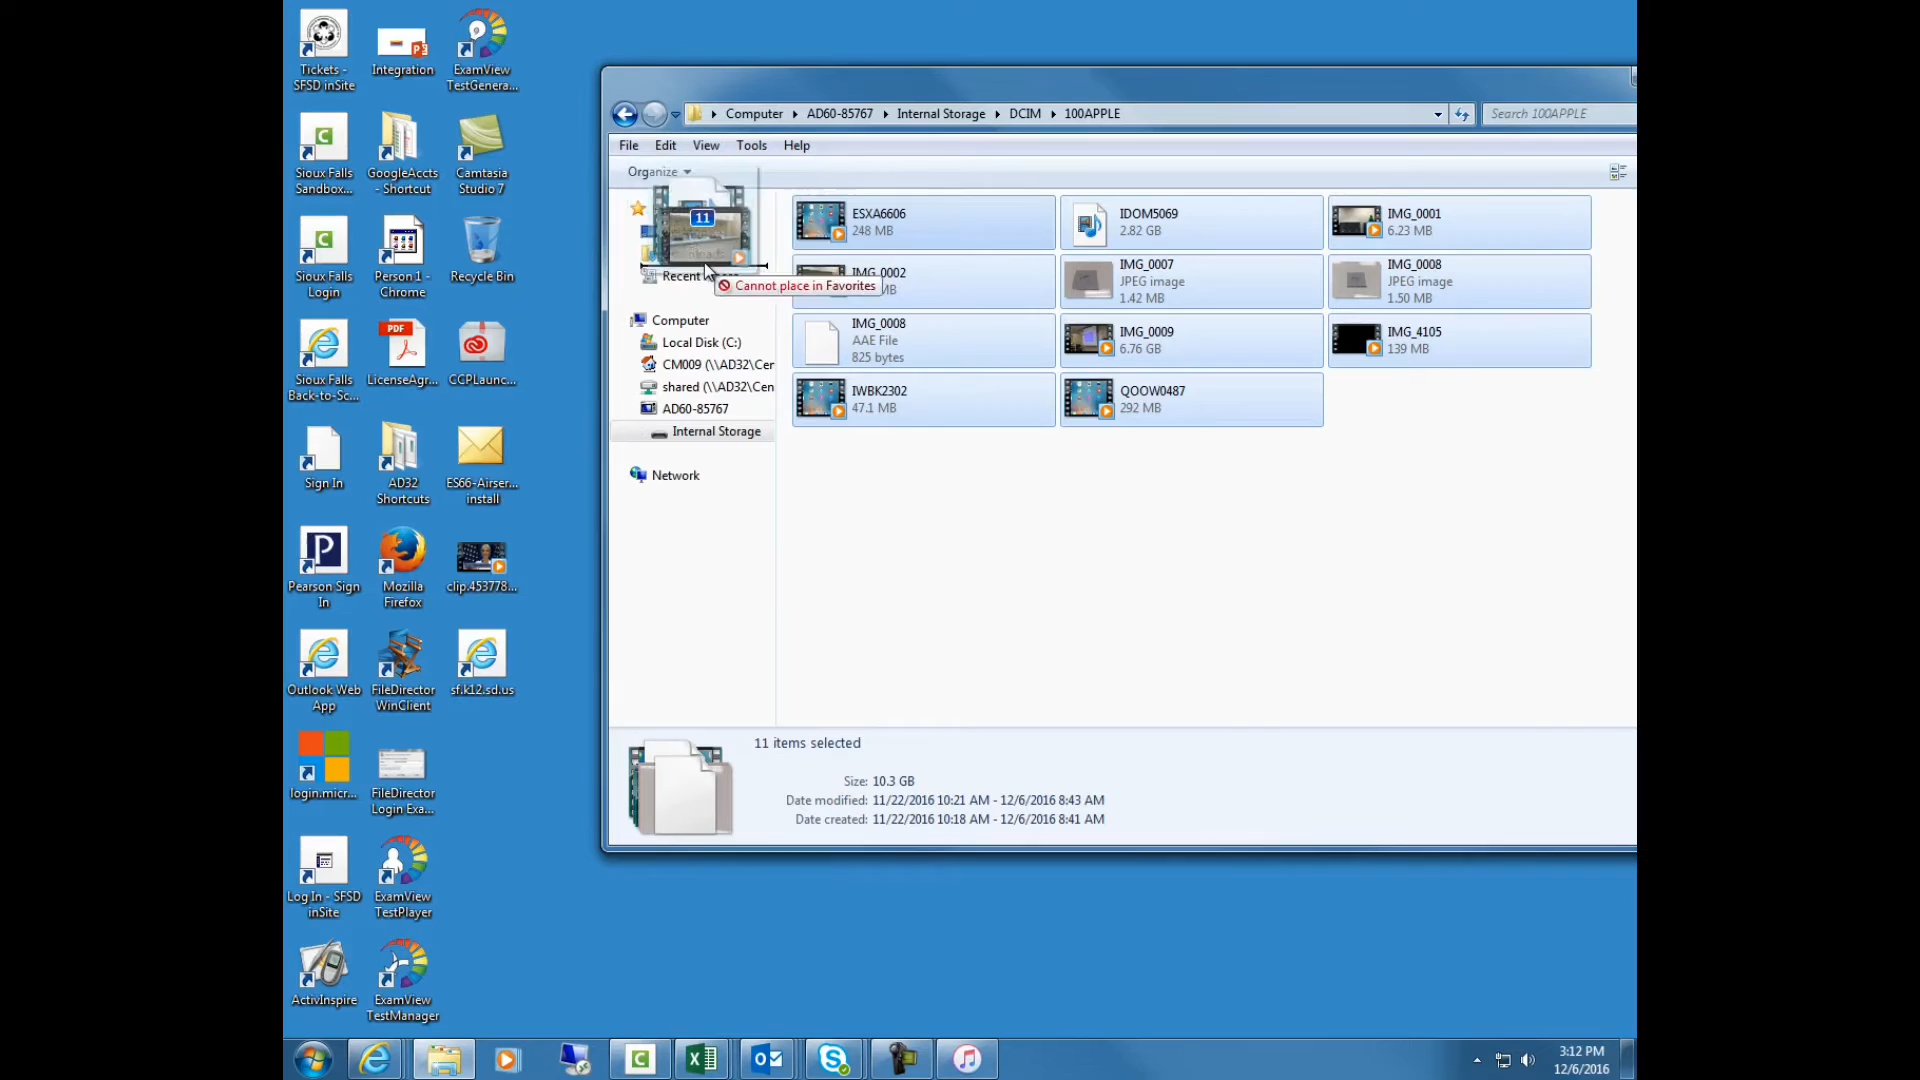 Tickets -
SFSD inSite
Integration
ExamView
TestGenera...
Sioux Falls
Sandbox...
GoogleAccts
- Shortcut
Camtasia
Studio 7
Sioux Falls
Login
Person 1 -
Chrome
Recycle Bin
Sioux Falls
Back-to-Sc...
PDF
LicenseAgr...
CCPLaunc...
Sign In
AD32
Shortcuts
ES66-Airser...
install
Pearson Sign
In
Mozilla
Firefox
clip.453778...
Outlook Web
App
FileDirector
WinClient
sf.k12.sd.us
login.micr...
FileDirector
Login Exa...
Log In - SFSD
inSite
ExamView
TestPlayer
ActivInspire
ExamView
TestManager
Computer AD60-85767 Internal Storage DCIM 100APPLE
Search 100APPLE
File Edit View Tools Help
Organize
11
Recent
Cannot place in Favorites
Computer
Local Disk (C:)
CM009 (\\AD32\Cen
shared (\\AD32\Cen
AD60-85767
Internal Storage
Network
ESXA6606
248 MB
IDOM5069
2.82 GB
IMG_0001
6.23 MB
IMG_0002
MB
IMG_0007
JPEG image
1.42 MB
IMG_0008
JPEG image
1.50 MB
IMG_0008
AAE File
825 bytes
IMG_0009
6.76 GB
IMG_4105
139 MB
IWBK2302
47.1 MB
QOOW0487
292 MB
11 items selected
Size: 10.3 GB
Date modified: 11/22/2016 10:21 AM - 12/6/2016 8:43 AM
Date created: 11/22/2016 10:18 AM - 12/6/2016 8:41 AM
3:12 PM
12/6/2016